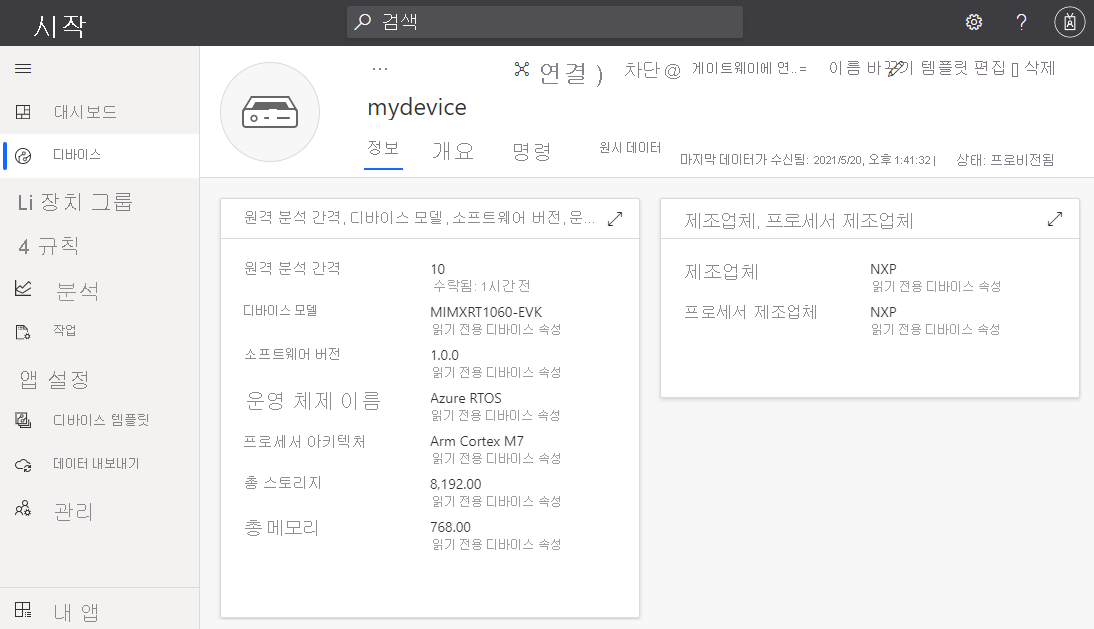 시작
검색
?
대시보드
디바이스
Li 장치 그룹
4 규칙
분석
작업
앱 설정
디바이스 템플릿
데이터 내보내기
관리
내 앱
...
연결 ) 차단@ 게이트웨이에 연..= 이름 바꾸기 템플릿 편집 [] 삭제
mydevice
정보 개요 명령 원시 데이터
마지막 데이터가 수신됨: 2021/5/20, 오후 1:41:32 | 상태: 프로비전됨
원격 분석 간격, 디바이스 모델, 소프트웨어 버전, 운...
원격 분석 간격 10
수락됨: 1시간 전
디바이스 모델 MIMXRT1060-EVK
읽기 전용 디바이스 속성
소프트웨어 버전 1.0.0
읽기 전용 디바이스 속성
운영 체제 이름 Azure RTOS
읽기 전용 디바이스 속성
프로세서 아키텍처 Arm Cortex M7
읽기 전용 디바이스 속성
총 스토리지 8,192.00
읽기 전용 디바이스 속성
총 메모리 768.00
읽기 전용 디바이스 속성
제조업체, 프로세서 제조업체
제조업체 NXP
읽기 전용 디바이스 속성
프로세서 제조업체 NXP
읽기 전용 디바이스 속성